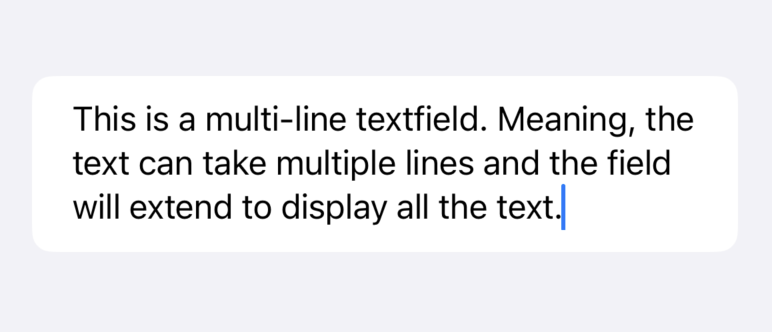 This is a multi-line textfield. Meaning, the
text can take multiple lines and the field
will extend to display all the text.